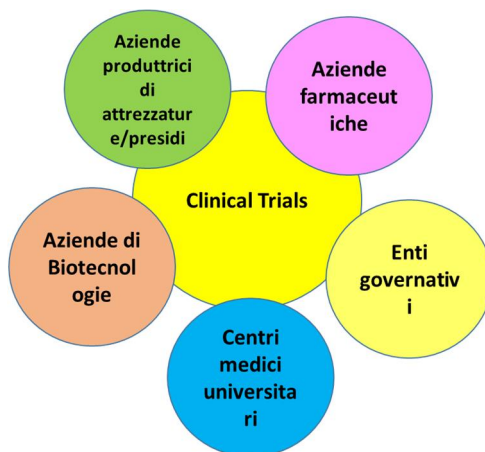 Aziende
produttrici
di
attrezzatur
e/presidi
Aziende
farmaceut
iche
Clinical Trials
Aziende di
Biotecnol
ogie
Enti
governativ
i
Centri
medici
universita
ri